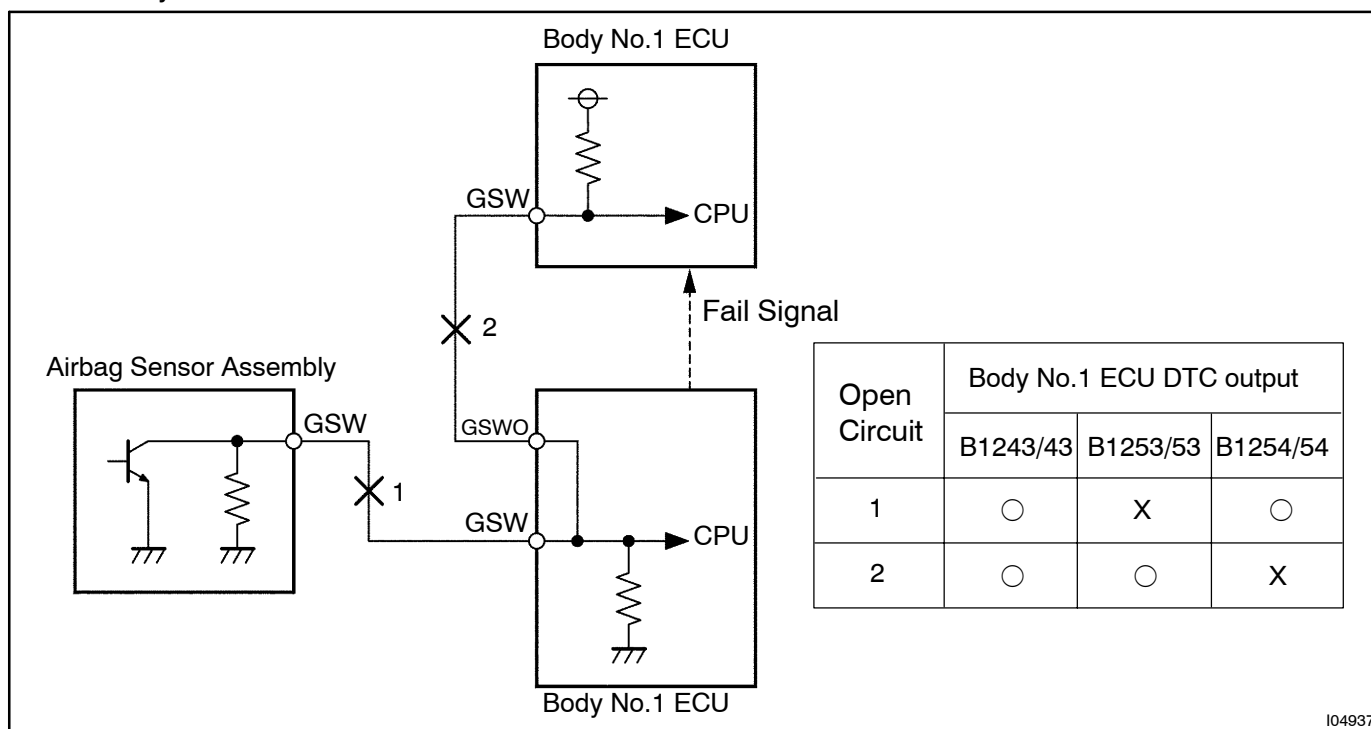 Body No.1 ECU
GSW
CPU
2
Fail Signal
Airbag Sensor Assembly
GSW
1
GSWO
GSW
CPU
Body No.1 ECU
Open Circuit
Body No.1 ECU DTC output
B1243/43 B1253/53 B1254/54
1 ○ X ○
2 ○ ○ X
I04937